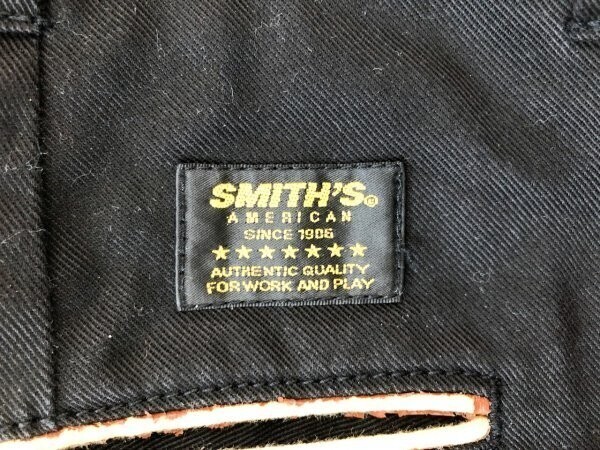 SMITH'S®
AMERICAN
SINCE 1906
★★★★★★★
AUTHENTIC QUALITY
FOR WORK AND PLAY